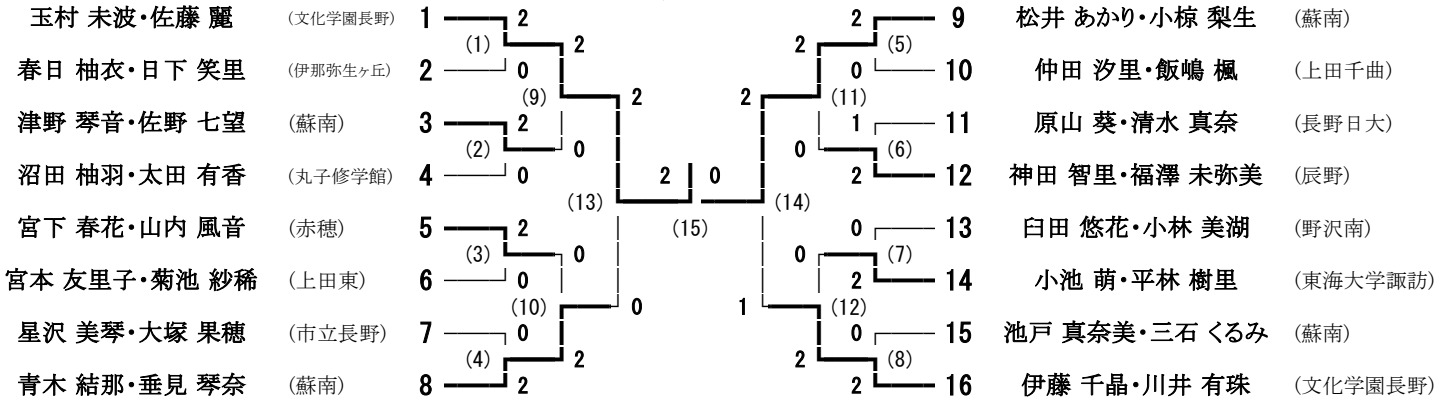 玉村 未波・佐藤 麗 (文化学園長野) 1 2 2 9 松井 あかり・小椋 梨生 (蘇南)
(1) 2 2 (5)
春日 柚衣・日下 笑里 (伊那弥生ヶ丘) 2 0 0 10 仲田 汐里・飯嶋 楓 (上田千曲)
(9) 2 2 (11)
津野 琴音・佐野 七望 (蘇南) 3 2 1 11 原山 葵・清水 真奈 (長野日大)
(2) 0 0 (6)
沼田 柚羽・太田 有香 (丸子修学館) 4 0 2 0 2 12 神田 智里・福澤 未弥美 (辰野)
(13) (14)
宮下 春花・山内 風音 (赤穂) 5 2 (15) 0 13 臼田 悠花・小林 美湖 (野沢南)
(3) 0 0 (7)
宮本 友里子・菊池 紗稀 (上田東) 6 0 2 14 小池 萌・平林 樹里 (東海大学諏訪)
(10) 0 1 (12)
星沢 美琴・大塚 果穂 (市立長野) 7 0 0 15 池戸 真奈美・三石 くるみ (蘇南)
(4) 2 2 (8)
青木 結那・垂見 琴奈 (蘇南) 8 2 2 16 伊藤 千晶・川井 有珠 (文化学園長野)